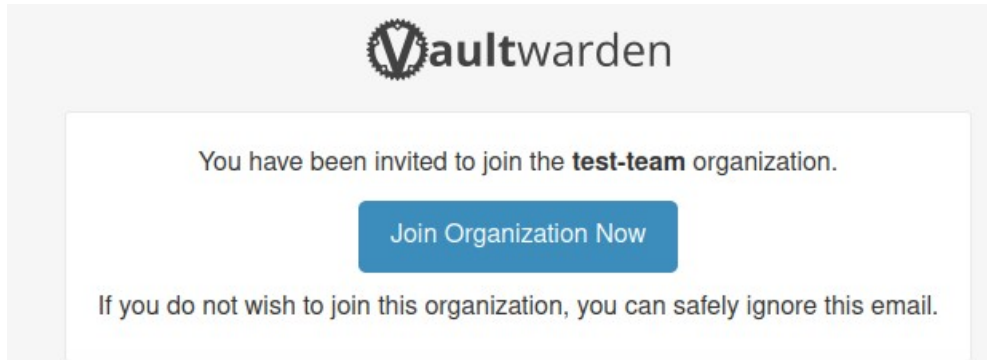 Vaultwarden
You have been invited to join the test-team organization.
Join Organization Now
If you do not wish to join this organization, you can safely ignore this email.